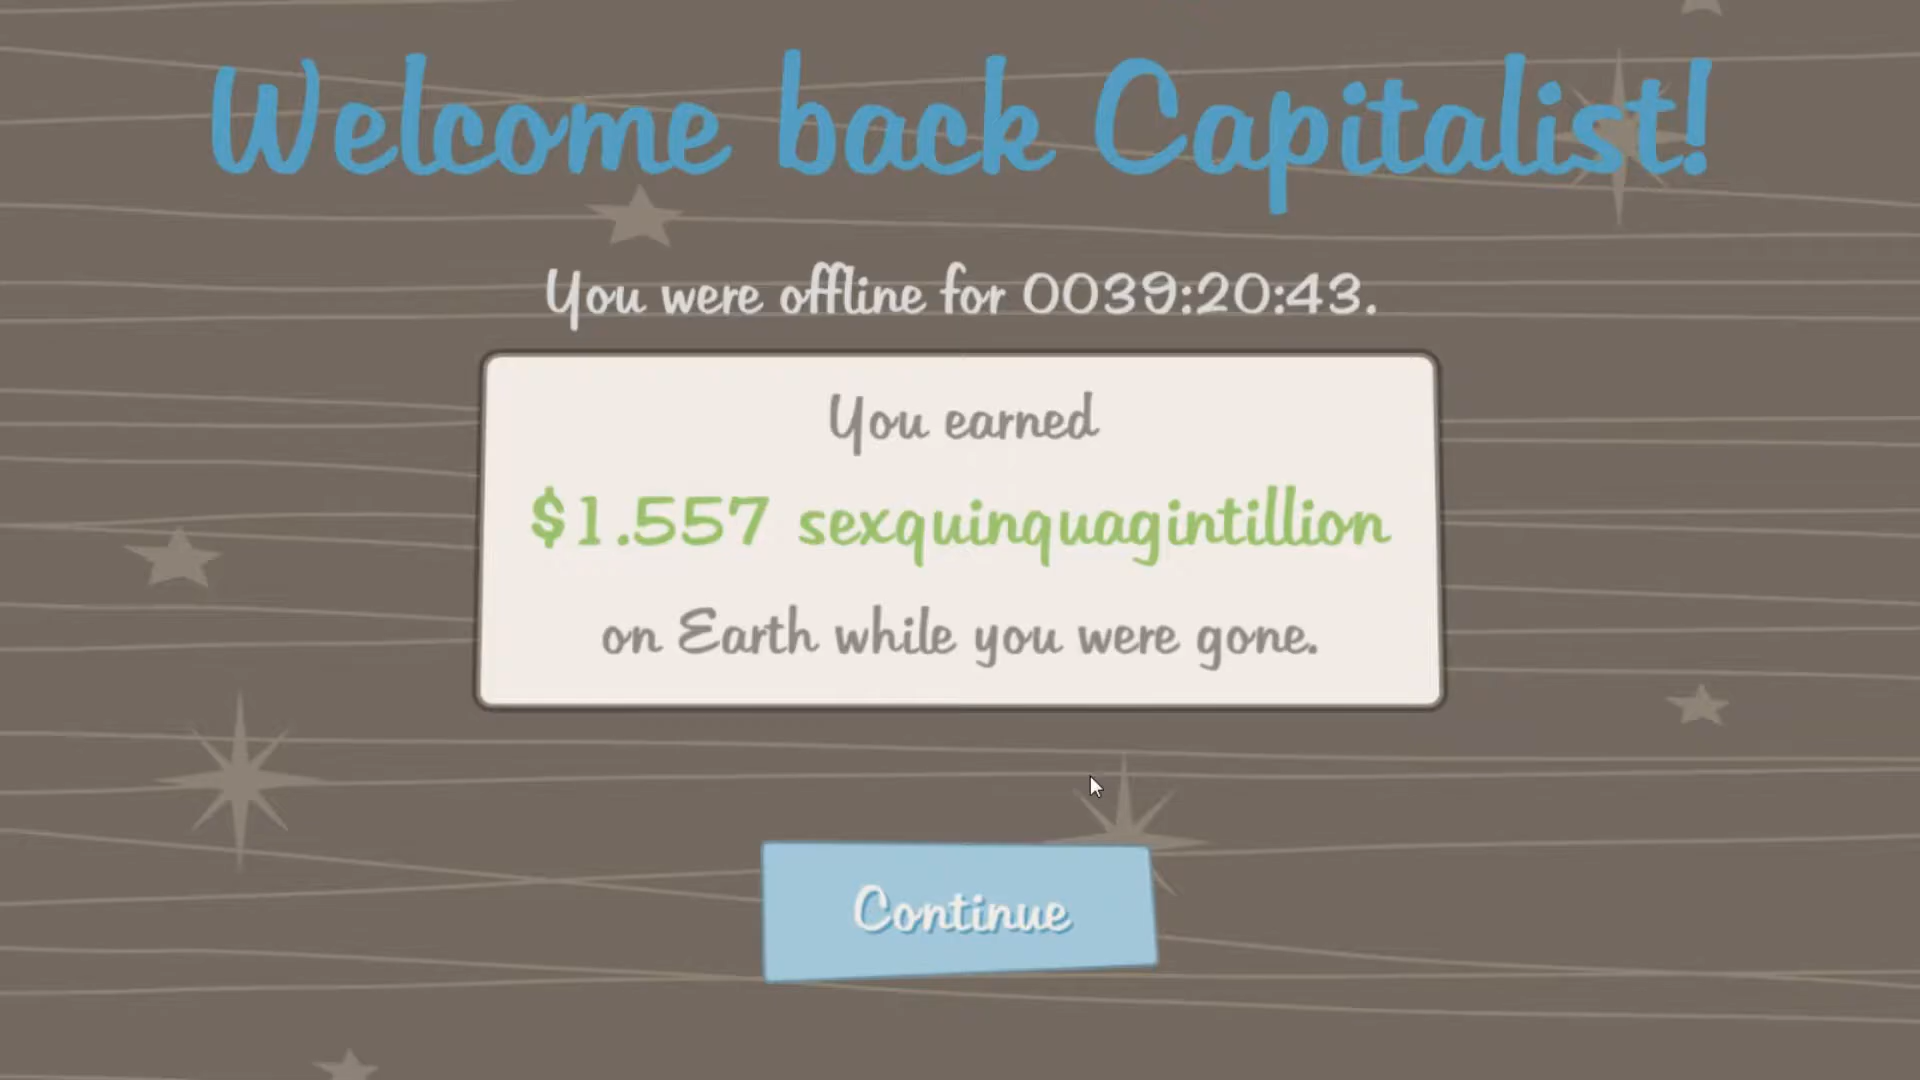 Welcome back Capitalist!
You were offline for 0039:20:43.
You earned
$1.557 sexquinquagintillion
on Earth while you were gone.
Continue